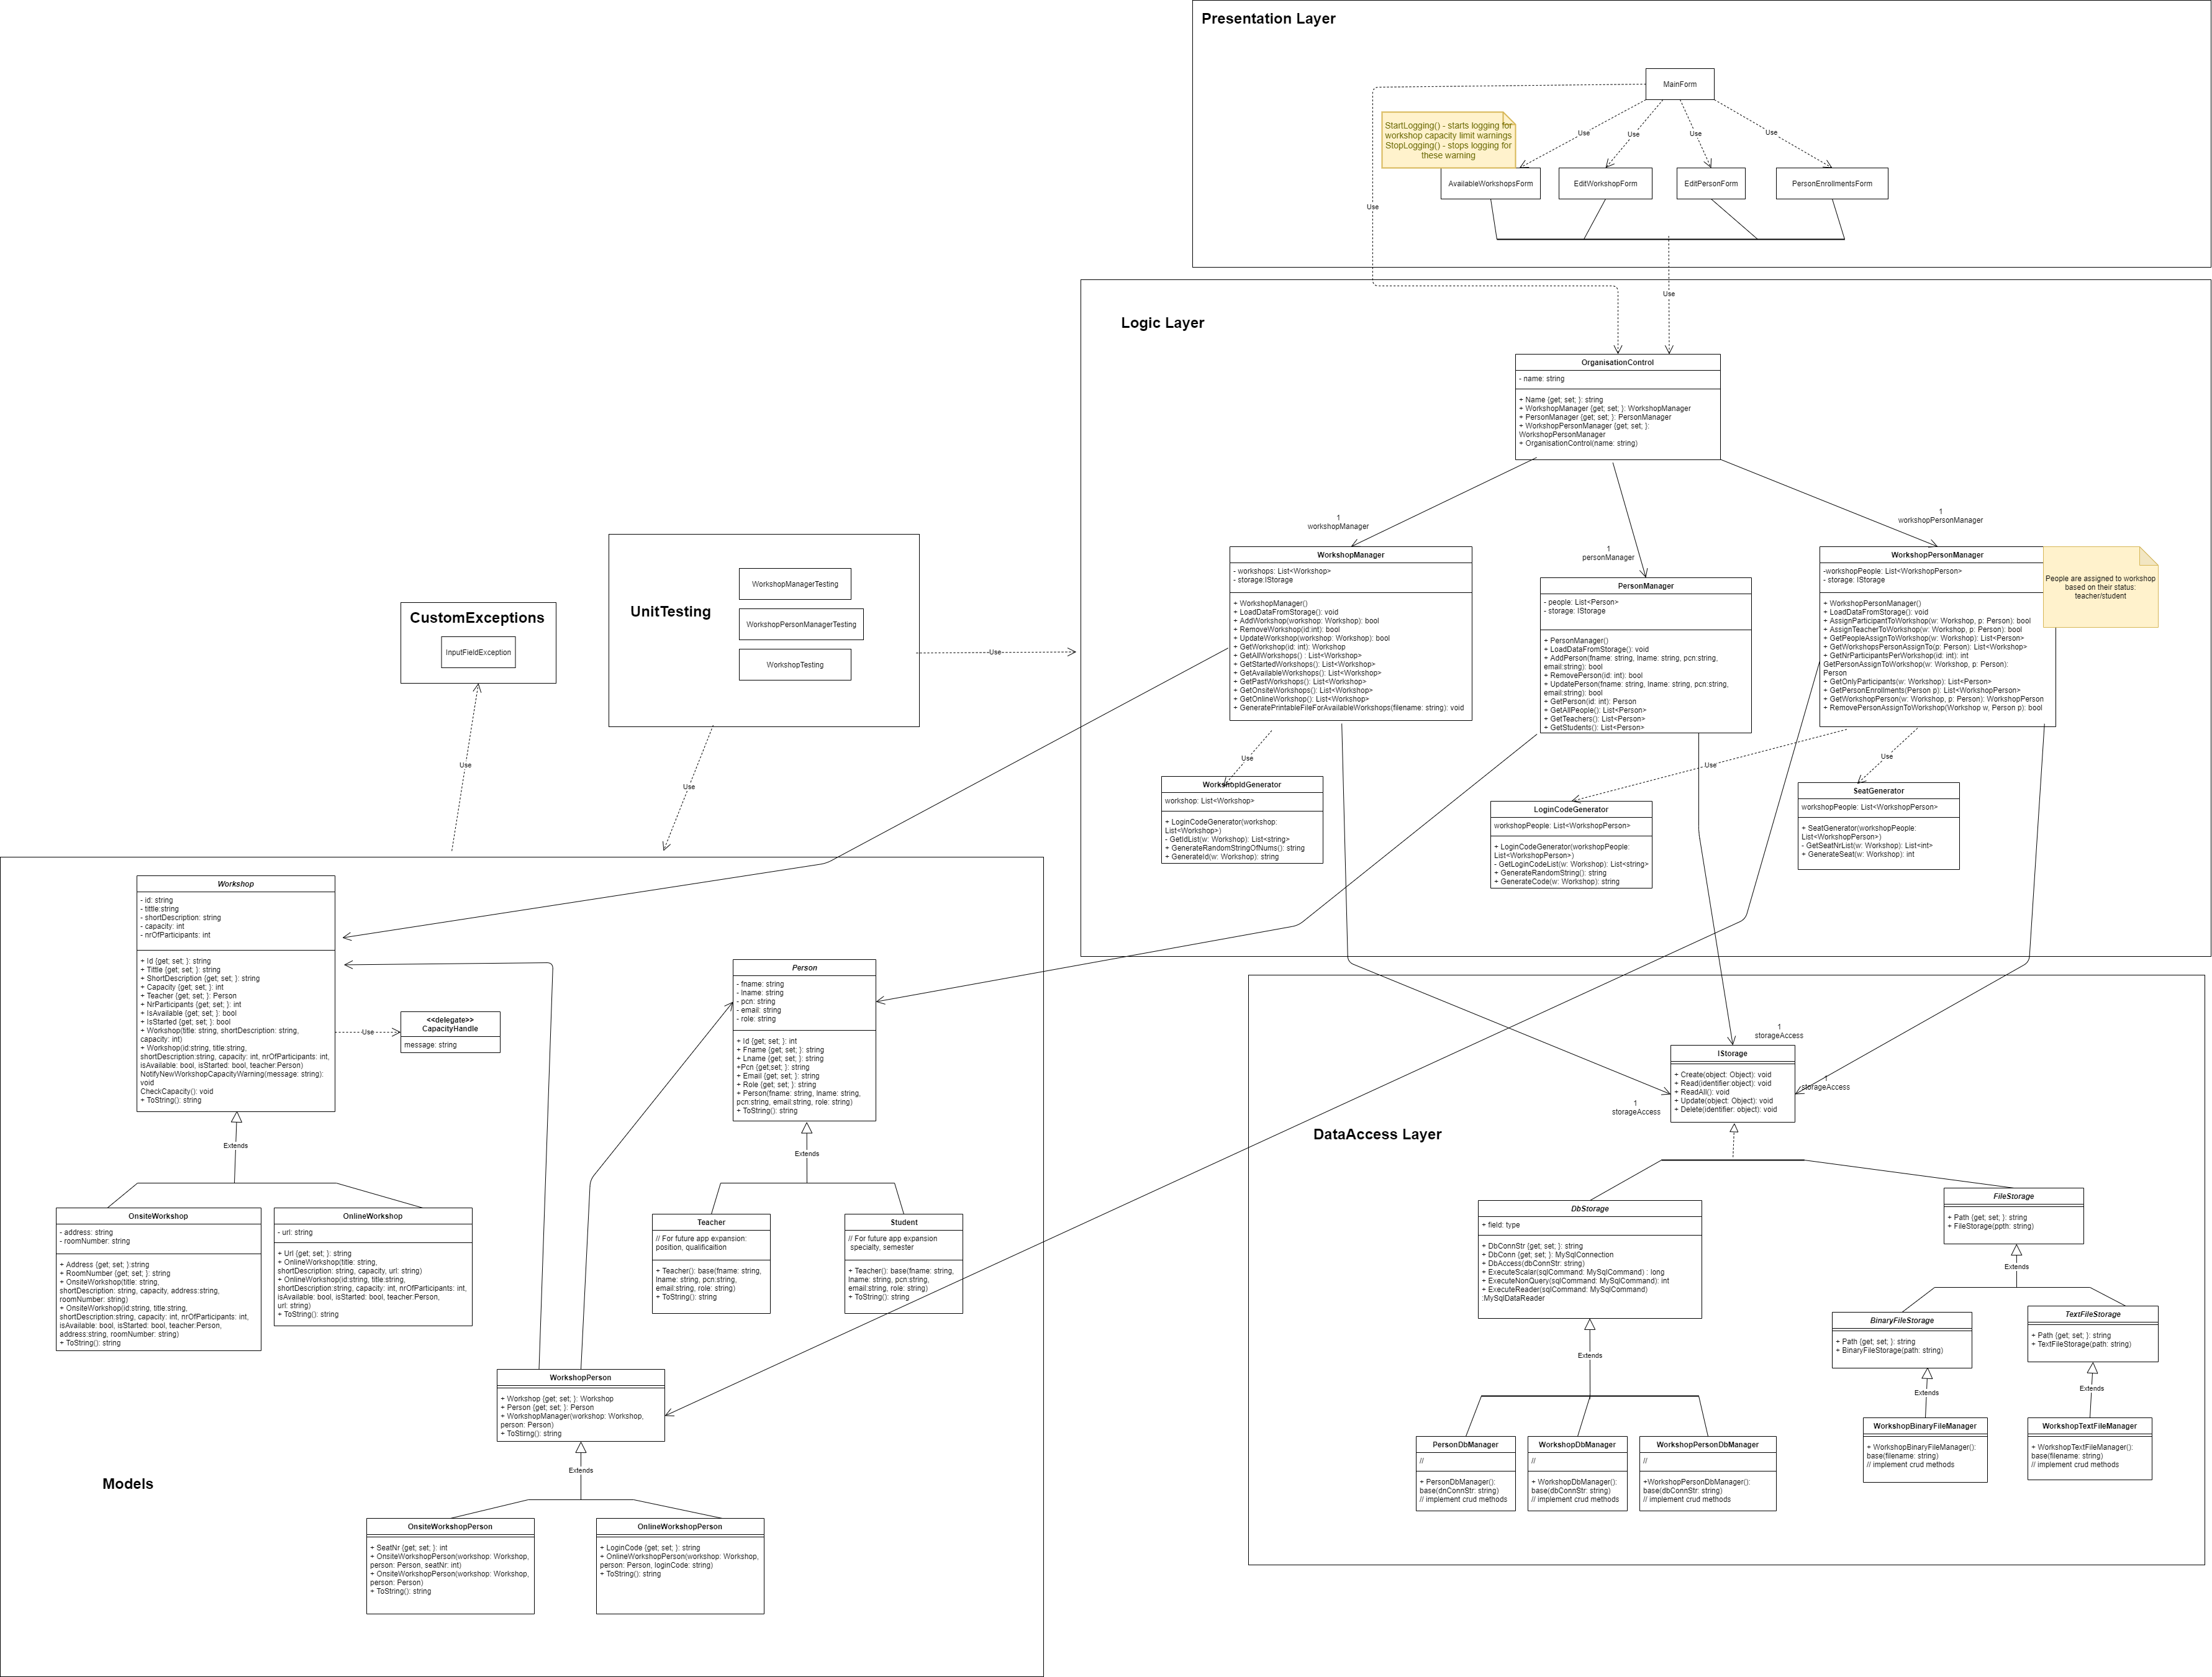 Presentation Layer
MainForm
StartLogging() - starts logging for
workshop capacity limit warnings
StopLogging() - stops logging for
these warning
Use
Use
Use
Use
AvailableWorkshopsForm
EditWorkshopForm
EditPersonForm
PersonEnrollmentsForm
Use
Use
Logic Layer
OrganisationControl
- name: string
+ Name {get; set; }: string
+ WorkshopManager {get; set; }: WorkshopManager
+ PersonManager {get; set; }: PersonManager
+ WorkshopPersonManager {get; set; }:
WorkshopPersonManager
+ OrganisationControl(name: string)
1
workshopManager
1
personManager
1
workshopPersonManager
WorkshopManager
- workshops: List<Workshop>
- storage:IStorage
+ WorkshopManager()
+ LoadDataFromStorage(): void
+ AddWorkshop(workshop: Workshop): bool
+ RemoveWorkshop(id:int): bool
+ UpdateWorkshop(workshop: Workshop): bool
+ GetWorkshop(id: int): Workshop
+ GetAllWorkshops() : List<Workshop>
+ GetStartedWorkshops(): List<Workshop>
+ GetAvailableWorkshops(): List<Workshop>
+ GetPastWorkshops(): List<Workshop>
+ GetOnsiteWorkshops(): List<Workshop>
+ GetOnlineWorkshop(): List<Workshop>
+ GeneratePrintableFileForAvailableWorkshops(filename: string): void
PersonManager
- people: List<Person>
- storage: IStorage
+ PersonManager()
+ LoadDataFromStorage(): void
+ AddPerson(fname: string, lname: string, pcn:string,
email:string): bool
+ RemovePerson(id: int): bool
+ UpdatePerson(fname: string, lname: string, pcn:string,
email:string): bool
+ GetPerson(id: int): Person
+ GetAllPeople(): List<Person>
+ GetTeachers(): List<Person>
+ GetStudents(): List<Person>
WorkshopPersonManager
-workshopPeople: List<WorkshopPerson>
- storage: IStorage
+ WorkshopPersonManager()
+ LoadDataFromStorage(): void
+ AssignParticipantToWorkshop(w: Workshop, p: Person): bool
+ AssignTeacherToWorkshop(w: Workshop, p: Person): bool
+ GetPeopleAssignToWorkshop(w: Workshop): List<Person>
+ GetWorkshopsPersonAssignTo(p: Person): List<Workshop>
+ GetNrParticipantsPerWorkshop(id: int): int
GetPersonAssignToWorkshop(w: Workshop, p: Person):
Person
+ GetOnlyParticipants(w: Workshop): List<Person>
+ GetPersonEnrollments(Person p): List<WorkshopPerson>
+ GetWorkshopPerson(w: Workshop, p: Person): WorkshopPerson
+ RemovePersonAssignToWorkshop(Workshop w, Person p): bool
People are assigned to workshop
based on their status:
teacher/student
Use
Use
Use
WorkshopIdGenerator
workshop: List<Workshop>
+ LoginCodeGenerator(workshop:
List<Workshop>)
- GetIdList(w: Workshop): List<string>
+ GenerateRandomStringOfNums(): string
+ GenerateId(w: Workshop): string
LoginCodeGenerator
workshopPeople: List<WorkshopPerson>
+ LoginCodeGenerator(workshopPeople:
List<WorkshopPerson>)
- GetLoginCodeList(w: Workshop): List<string>
+ GenerateRandomString(): string
+ GenerateCode(w: Workshop): string
SeatGenerator
workshopPeople: List<WorkshopPerson>
+ SeatGenerator(workshopPeople:
List<WorkshopPerson>)
- GetSeatNrList(w: Workshop): List<int>
+ GenerateSeat(w: Workshop): int
CustomExceptions
InputFieldException
Use
UnitTesting
WorkshopManagerTesting
WorkshopPersonManagerTesting
WorkshopTesting
Use
Use
Models
Workshop
- id: string
- tittle:string
- shortDescription: string
- capacity: int
- nrOfParticipants: int
+ Id {get; set; }: string
+ Tittle {get; set; }: string
+ ShortDescription {get; set; }: string
+ Capacity {get; set; }: int
+ Teacher {get; set; }: Person
+ NrParticipants {get; set; }: int
+ IsAvailable {get; set; }: bool
+ IsStarted {get; set; }: bool
+ Workshop(title: string, shortDescription: string,
capacity: int)
+ Workshop(id:string, title:string,
shortDescription:string, capacity: int, nrOfParticipants: int,
isAvailable: bool, isStarted: bool, teacher:Person)
NotifyNewWorkshopCapacityWarning(message: string):
void
CheckCapacity(): void
+ ToString(): string
Use
<<delegate>>
CapacityHandle
message: string
Extends
OnsiteWorkshop
- address: string
- roomNumber: string
+ Address {get; set; }:string
+ RoomNumber {get; set; }: string
+ OnsiteWorkshop(title: string,
shortDescription: string, capacity, address:string,
roomNumber: string)
+ OnsiteWorkshop(id:string, title:string,
shortDescription:string, capacity: int, nrOfParticipants: int,
isAvailable: bool, isStarted: bool, teacher:Person,
address:string, roomNumber: string)
+ ToString(): string
OnlineWorkshop
- url: string
+ Url {get; set; }: string
+ OnlineWorkshop(title: string,
shortDescription: string, capacity, url: string)
+ OnlineWorkshop(id:string, title:string,
shortDescription:string, capacity: int, nrOfParticipants: int,
isAvailable: bool, isStarted: bool, teacher:Person,
url: string)
+ ToString(): string
Person
- fname: string
- lname: string
- pcn: string
- email: string
- role: string
+ Id {get; set; }: int
+ Fname {get; set; }: string
+ Lname {get; set; }: string
+Pcn {get;set; }: string
+ Email {get; set; }: string
+ Role {get; set; }: string
+ Person(fname: string, lname: string,
pcn:string, email:string, role: string)
+ ToString(): string
Extends
Teacher
// For future app expansion:
position, qualificaition
+ Teacher(): base(fname: string,
lname: string, pcn:string,
email:string, role: string)
+ ToString(): string
Student
// For future app expansion
specialty, semester
+ Teacher(): base(fname: string,
lname: string, pcn:string,
email:string, role: string)
+ ToString(): string
WorkshopPerson
+ Workshop {get; set; }: Workshop
+ Person {get; set; }: Person
+ WorkshopManager(workshop: Workshop,
person: Person)
+ ToStirng(): string
Extends
OnsiteWorkshopPerson
+ SeatNr {get; set; }: int
+ OnsiteWorkshopPerson(workshop: Workshop,
person: Person, seatNr: int)
+ OnsiteWorkshopPerson(workshop: Workshop,
person: Person)
+ ToString(): string
OnlineWorkshopPerson
+ LoginCode {get; set; }: string
+ OnlineWorkshopPerson(workshop: Workshop,
person: Person, loginCode: string)
+ ToString(): string
DataAccess Layer
1
storageAccess
1
storageAccess
1
storageAccess
IStorage
+ Create(object: Object): void
+ Read(identifier:object): void
+ ReadAll(): void
+ Update(object: Object): void
+ Delete(identifier: object): void
DbStorage
+ field: type
+ DbConnStr {get; set; }: string
+ DbConn {get; set; }: MySqlConnection
+ DbAccess(dbConnStr: string)
+ ExecuteScalar(sqlCommand: MySqlCommand) : long
+ ExecuteNonQuery(sqlCommand: MySqlCommand): int
+ ExecuteReader(sqlCommand: MySqlCommand)
:MySqlDataReader
Extends
PersonDbManager
//
+ PersonDbManager():
base(dnConnStr: string)
// implement crud methods
WorkshopDbManager
//
+ WorkshopDbManager():
base(dbConnStr: string)
// implement crud methods
WorkshopPersonDbManager
//
+WorkshopPersonDbManager():
base(dbConnStr: string)
// implement crud methods
FileStorage
+ Path {get; set; }: string
+ FileStorage(ppth: string)
Extends
BinaryFileStorage
+ Path {get; set; }: string
+ BinaryFileStorage(path: string)
TextFileStorage
+ Path {get; set; }: string
+ TextFileStorage(path: string)
Extends
Extends
WorkshopBinaryFileManager
+ WorkshopBinaryFileManager():
base(filename: string)
// implement crud methods
WorkshopTextFileManager
+ WorkshopTextFileManager():
base(filename: string)
// implement crud methods